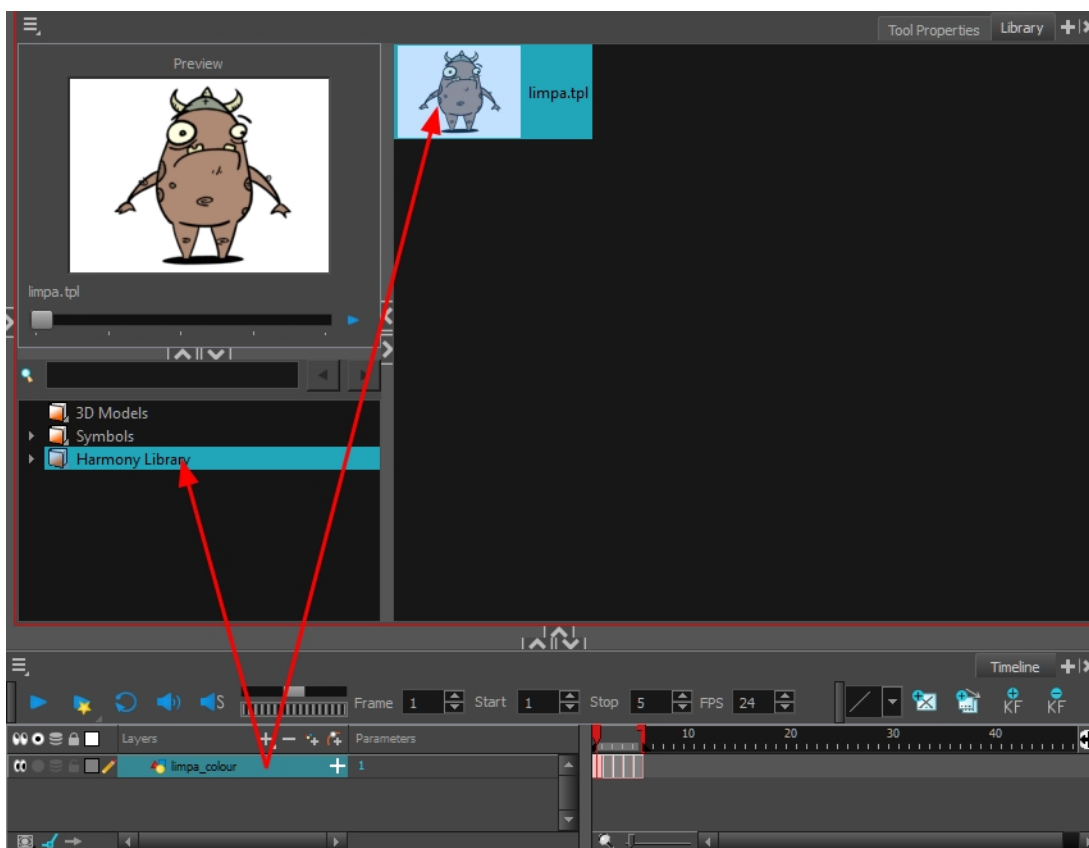 Tool Properties Library
Preview
limpa.tpl
limpa.tpl
3D Models
Symbols
Harmony Library
Timeline
S Frame 1 Start 1 Stop 5 FPS 24 KF KF
Layers Parameters 10 20 30 40
limpa_colour 1